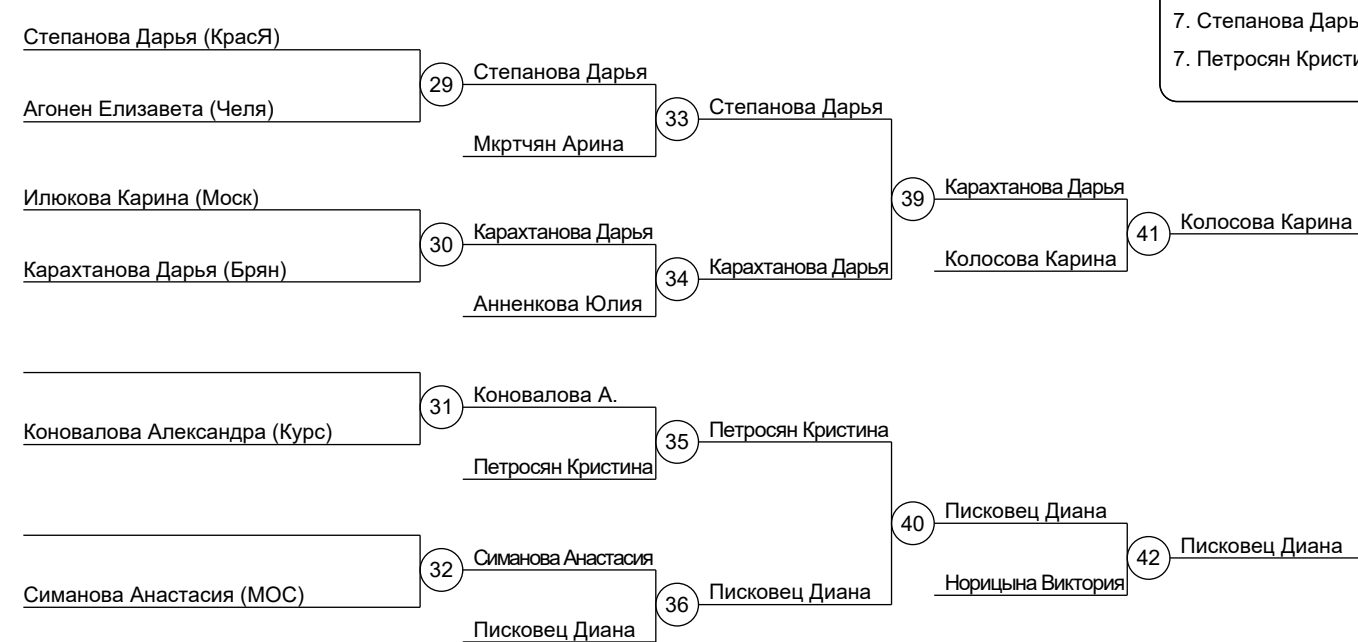 7. Степанова Дарь
7. Петросян Кристи
Степанова Дарья (КрасЯ)
29
Степанова Дарья
Агонен Елизавета (Челя)
33
Степанова Дарья
Мкртчян Арина
Илюкова Карина (Моск)
39
Карахтанова Дарья
30
Карахтанова Дарья
41
Колосова Карина
Карахтанова Дарья (Брян)
34
Карахтанова Дарья
Колосова Карина
Анненкова Юлия
31
Коновалова А.
Коновалова Александра (Курс)
35
Петросян Кристина
Петросян Кристина
40
Писковец Диана
32
Симанова Анастасия
42
Писковец Диана
Симанова Анастасия (МОС)
36
Писковец Диана
Норицына Виктория
Писковец Диана